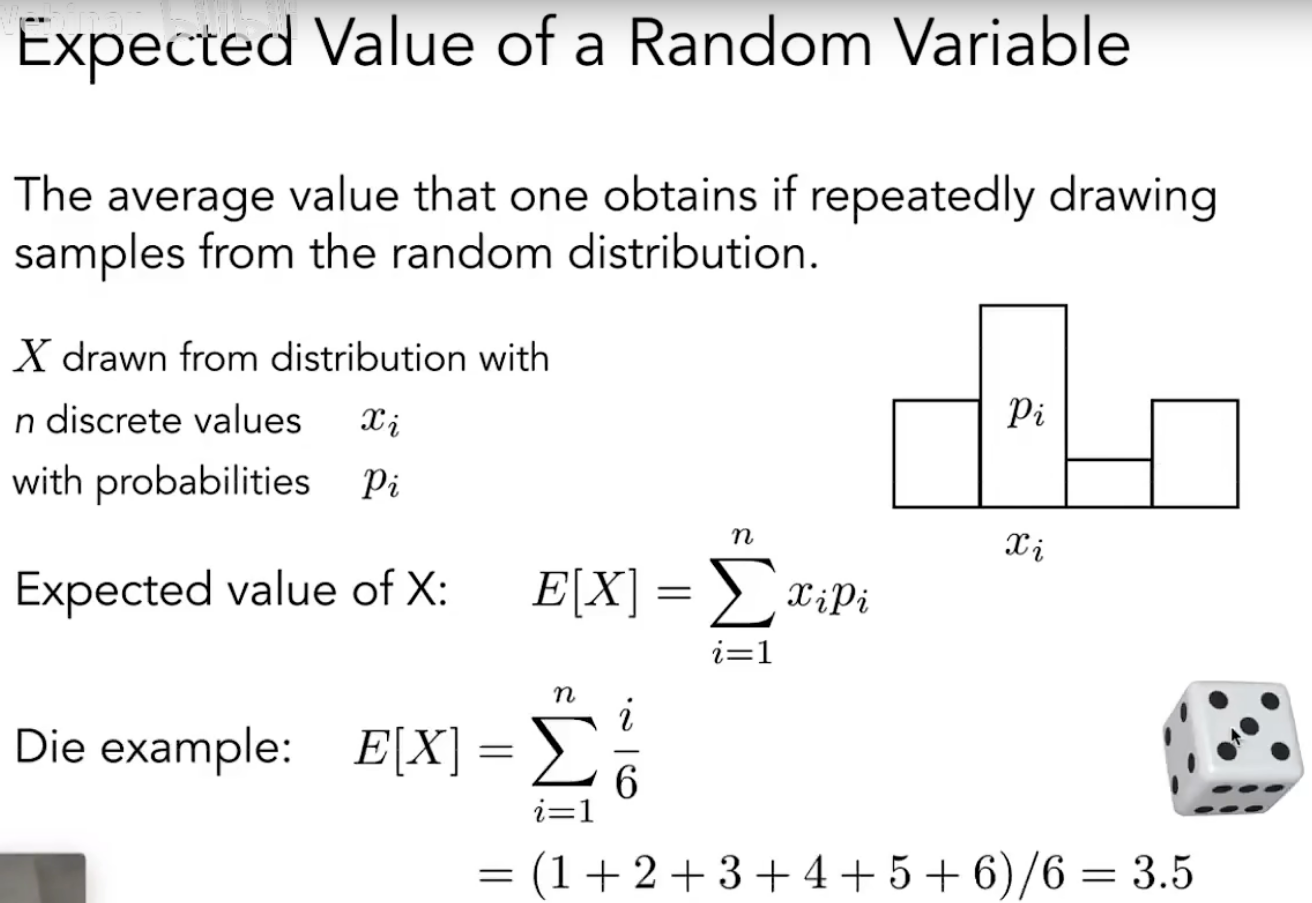 Expected Value of a Random Variable
The average value that one obtains if repeatedly drawing
samples from the random distribution.
X drawn from distribution with
n discrete values x_i
with probabilities p_i
p_i
x_i
Expected value of X: E[X] = \sum_{i=1}^{n} x_i p_i
Die example: E[X] = \sum_{i=1}^{n} \frac{i}{6}
= (1 + 2 + 3 + 4 + 5 + 6)/6 = 3.5